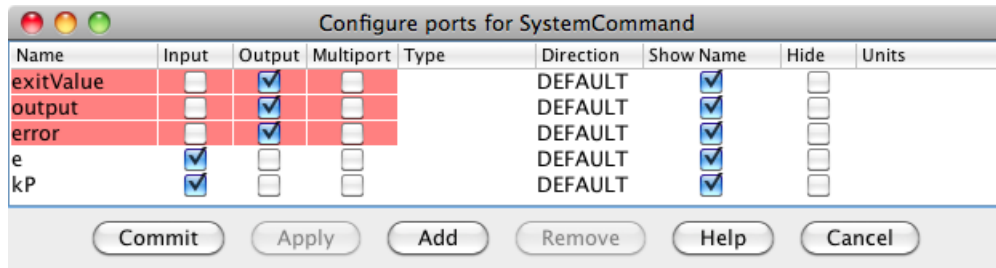 Configure ports for SystemCommand
Name Input Output Multiport Type Direction Show Name Hide Units
exitValue DEFAULT
output DEFAULT
error DEFAULT
e DEFAULT
kP DEFAULT
Commit Apply Add Remove Help Cancel